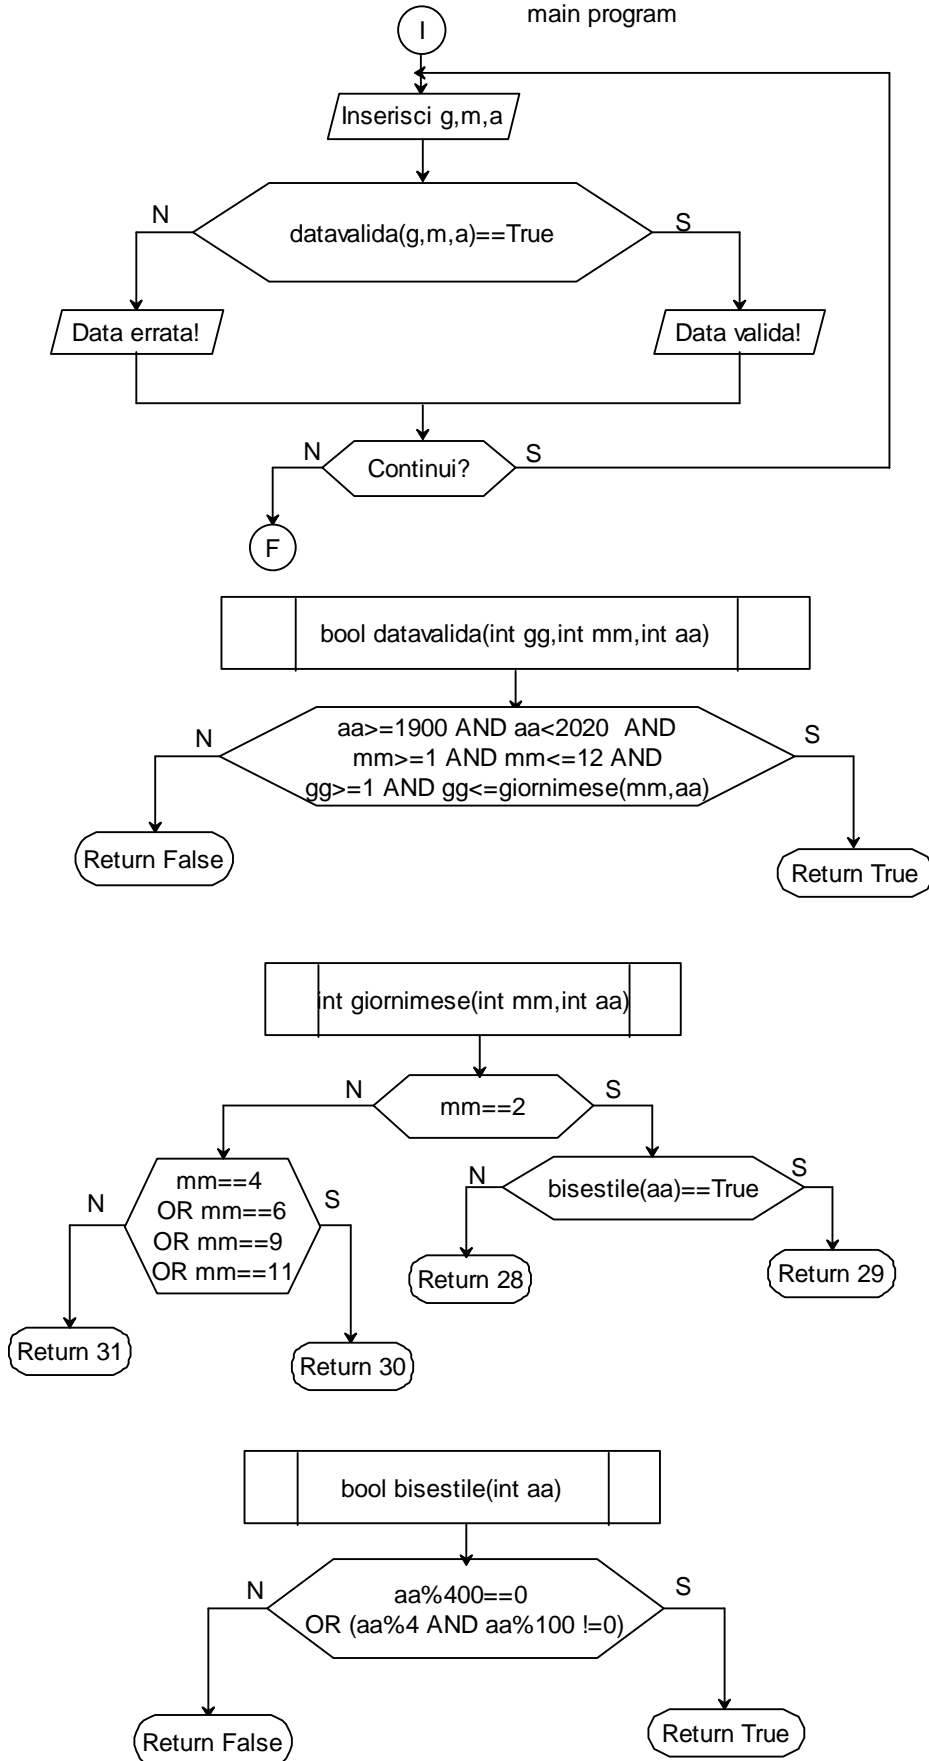 main program
I
Inserisci g,m,a
N
datavalida(g,m,a)==True
S
Data errata!
Data valida!
N
Continui?
S
F
bool datavalida(int gg,int mm,int aa)
N
aa>=1900 AND aa<2020 AND
mm>=1 AND mm<=12 AND
gg>=1 AND gg<=giornimese(mm,aa)
S
Return False
Return True
int giornimese(int mm,int aa)
N
mm==2
S
N
mm==4
OR mm==6
OR mm==9
OR mm==11
S
N
bisestile(aa)==True
S
Return 28
Return 29
Return 31
Return 30
bool bisestile(int aa)
N
aa%400==0
OR (aa%4 AND aa%100 !=0)
S
Return False
Return True